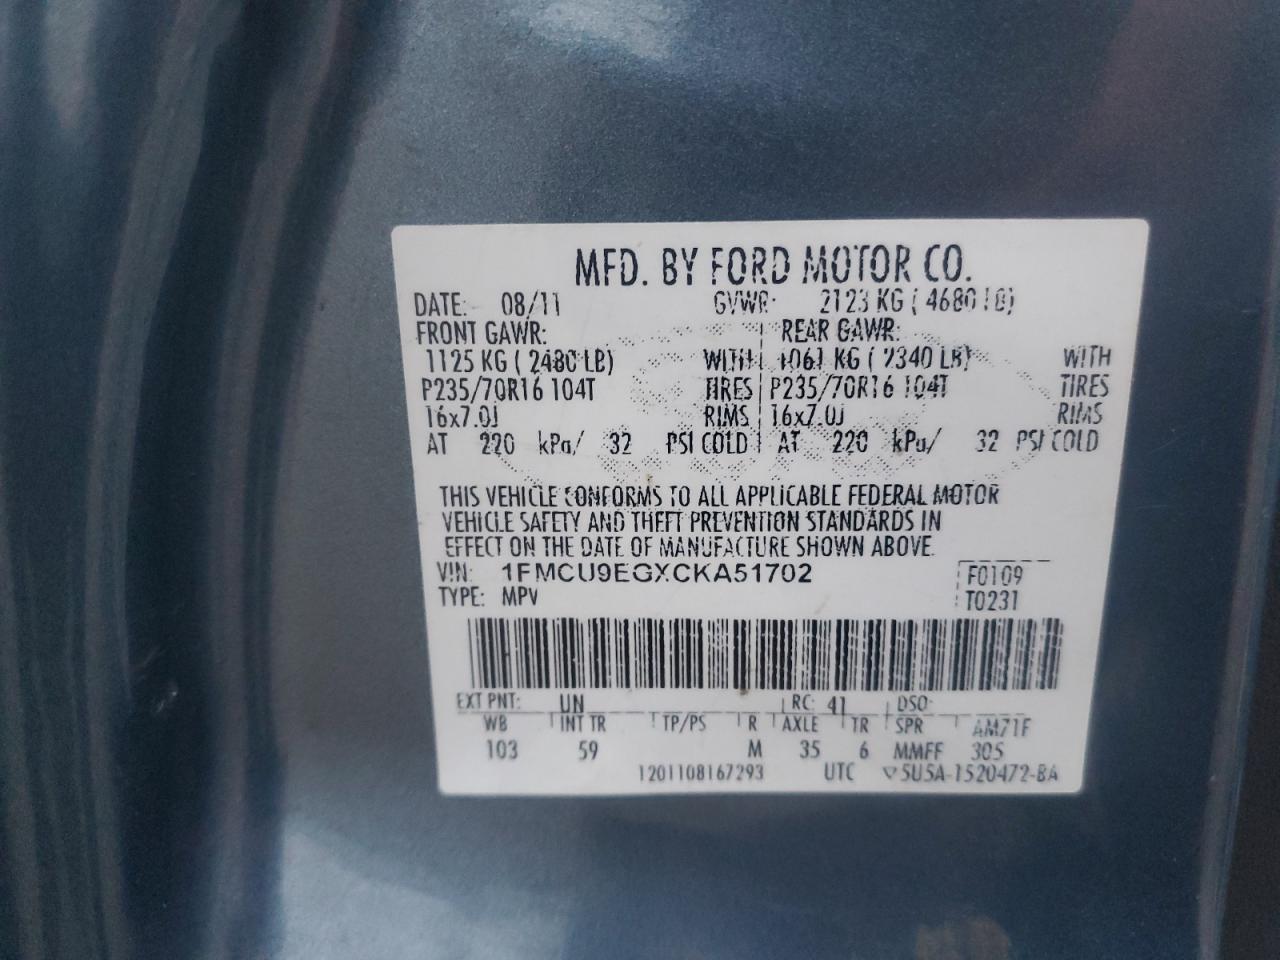 MFD. BY FORD MOTOR CO.
DATE: 08/11 GVWR: 2123 KG ( 4680 LB)
FRONT GAWR: REAR GAWR:
1125 KG ( 2480 LB) WITH 1061 KG ( 2340 LB) WITH
P235/70R16 104T TIRES P235/70R16 104T TIRES
16x7.0J RIMS 16x7.0J RIMS
AT 220 kPa/ 32 PSI COLD AT 220 kPa/ 32 PSI COLD
THIS VEHICLE CONFORMS TO ALL APPLICABLE FEDERAL MOTOR
VEHICLE SAFETY AND THEFT PREVENTION STANDARDS IN
EFFECT ON THE DATE OF MANUFACTURE SHOWN ABOVE.
VIN: 1FMCU9EGXCKA51702 F0109
TYPE: MPV T0231
EXT PNT: UN RC: 41 DSO:
WB INT TR TP/PS R AXLE TR SPR AM71F
103 59 M 35 6 MMFF 305
1201108167293 UTC ▽5U5A-1520472-BA